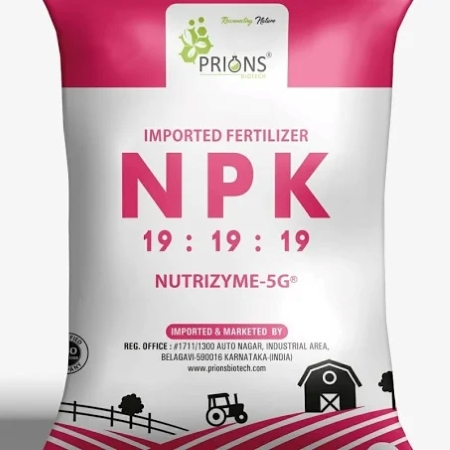 Resounding Nature
PRIONS®
BIOTECH
IMPORTED FERTILIZER
NPK
19 : 19 : 19
NUTRIZYME-5G®
IMPORTED & MARKETED BY
REG. OFFICE : #1711/1300 AUTO NAGAR, INDUSTRIAL AREA,
BELAGAVI-590016 KARNATAKA-(INDIA)
www.prionsbiotech.com